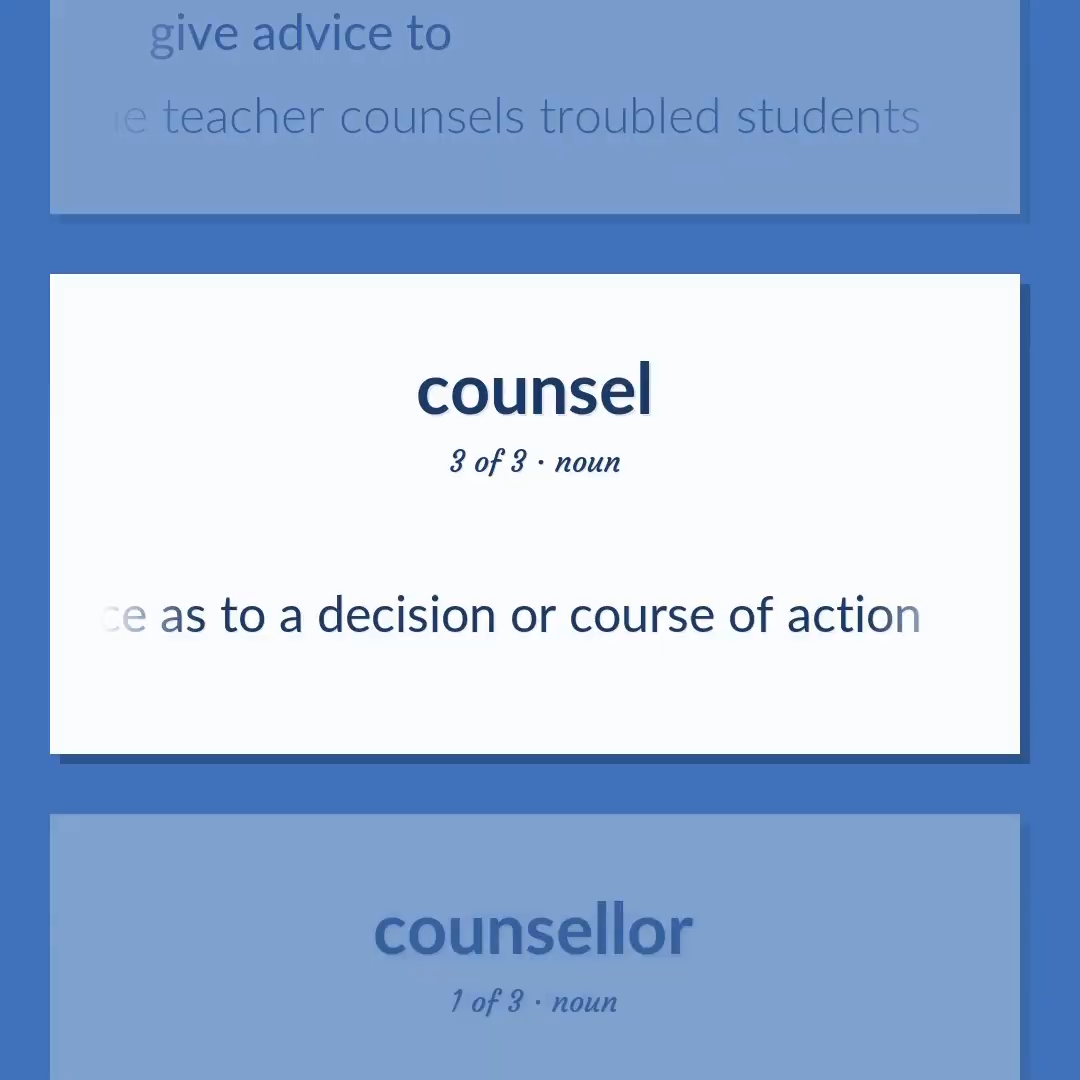 give advice to
teacher counsels troubled students
counsel
3 of 3 · noun
as to a decision or course of action
counsellor
1 of 3 · noun